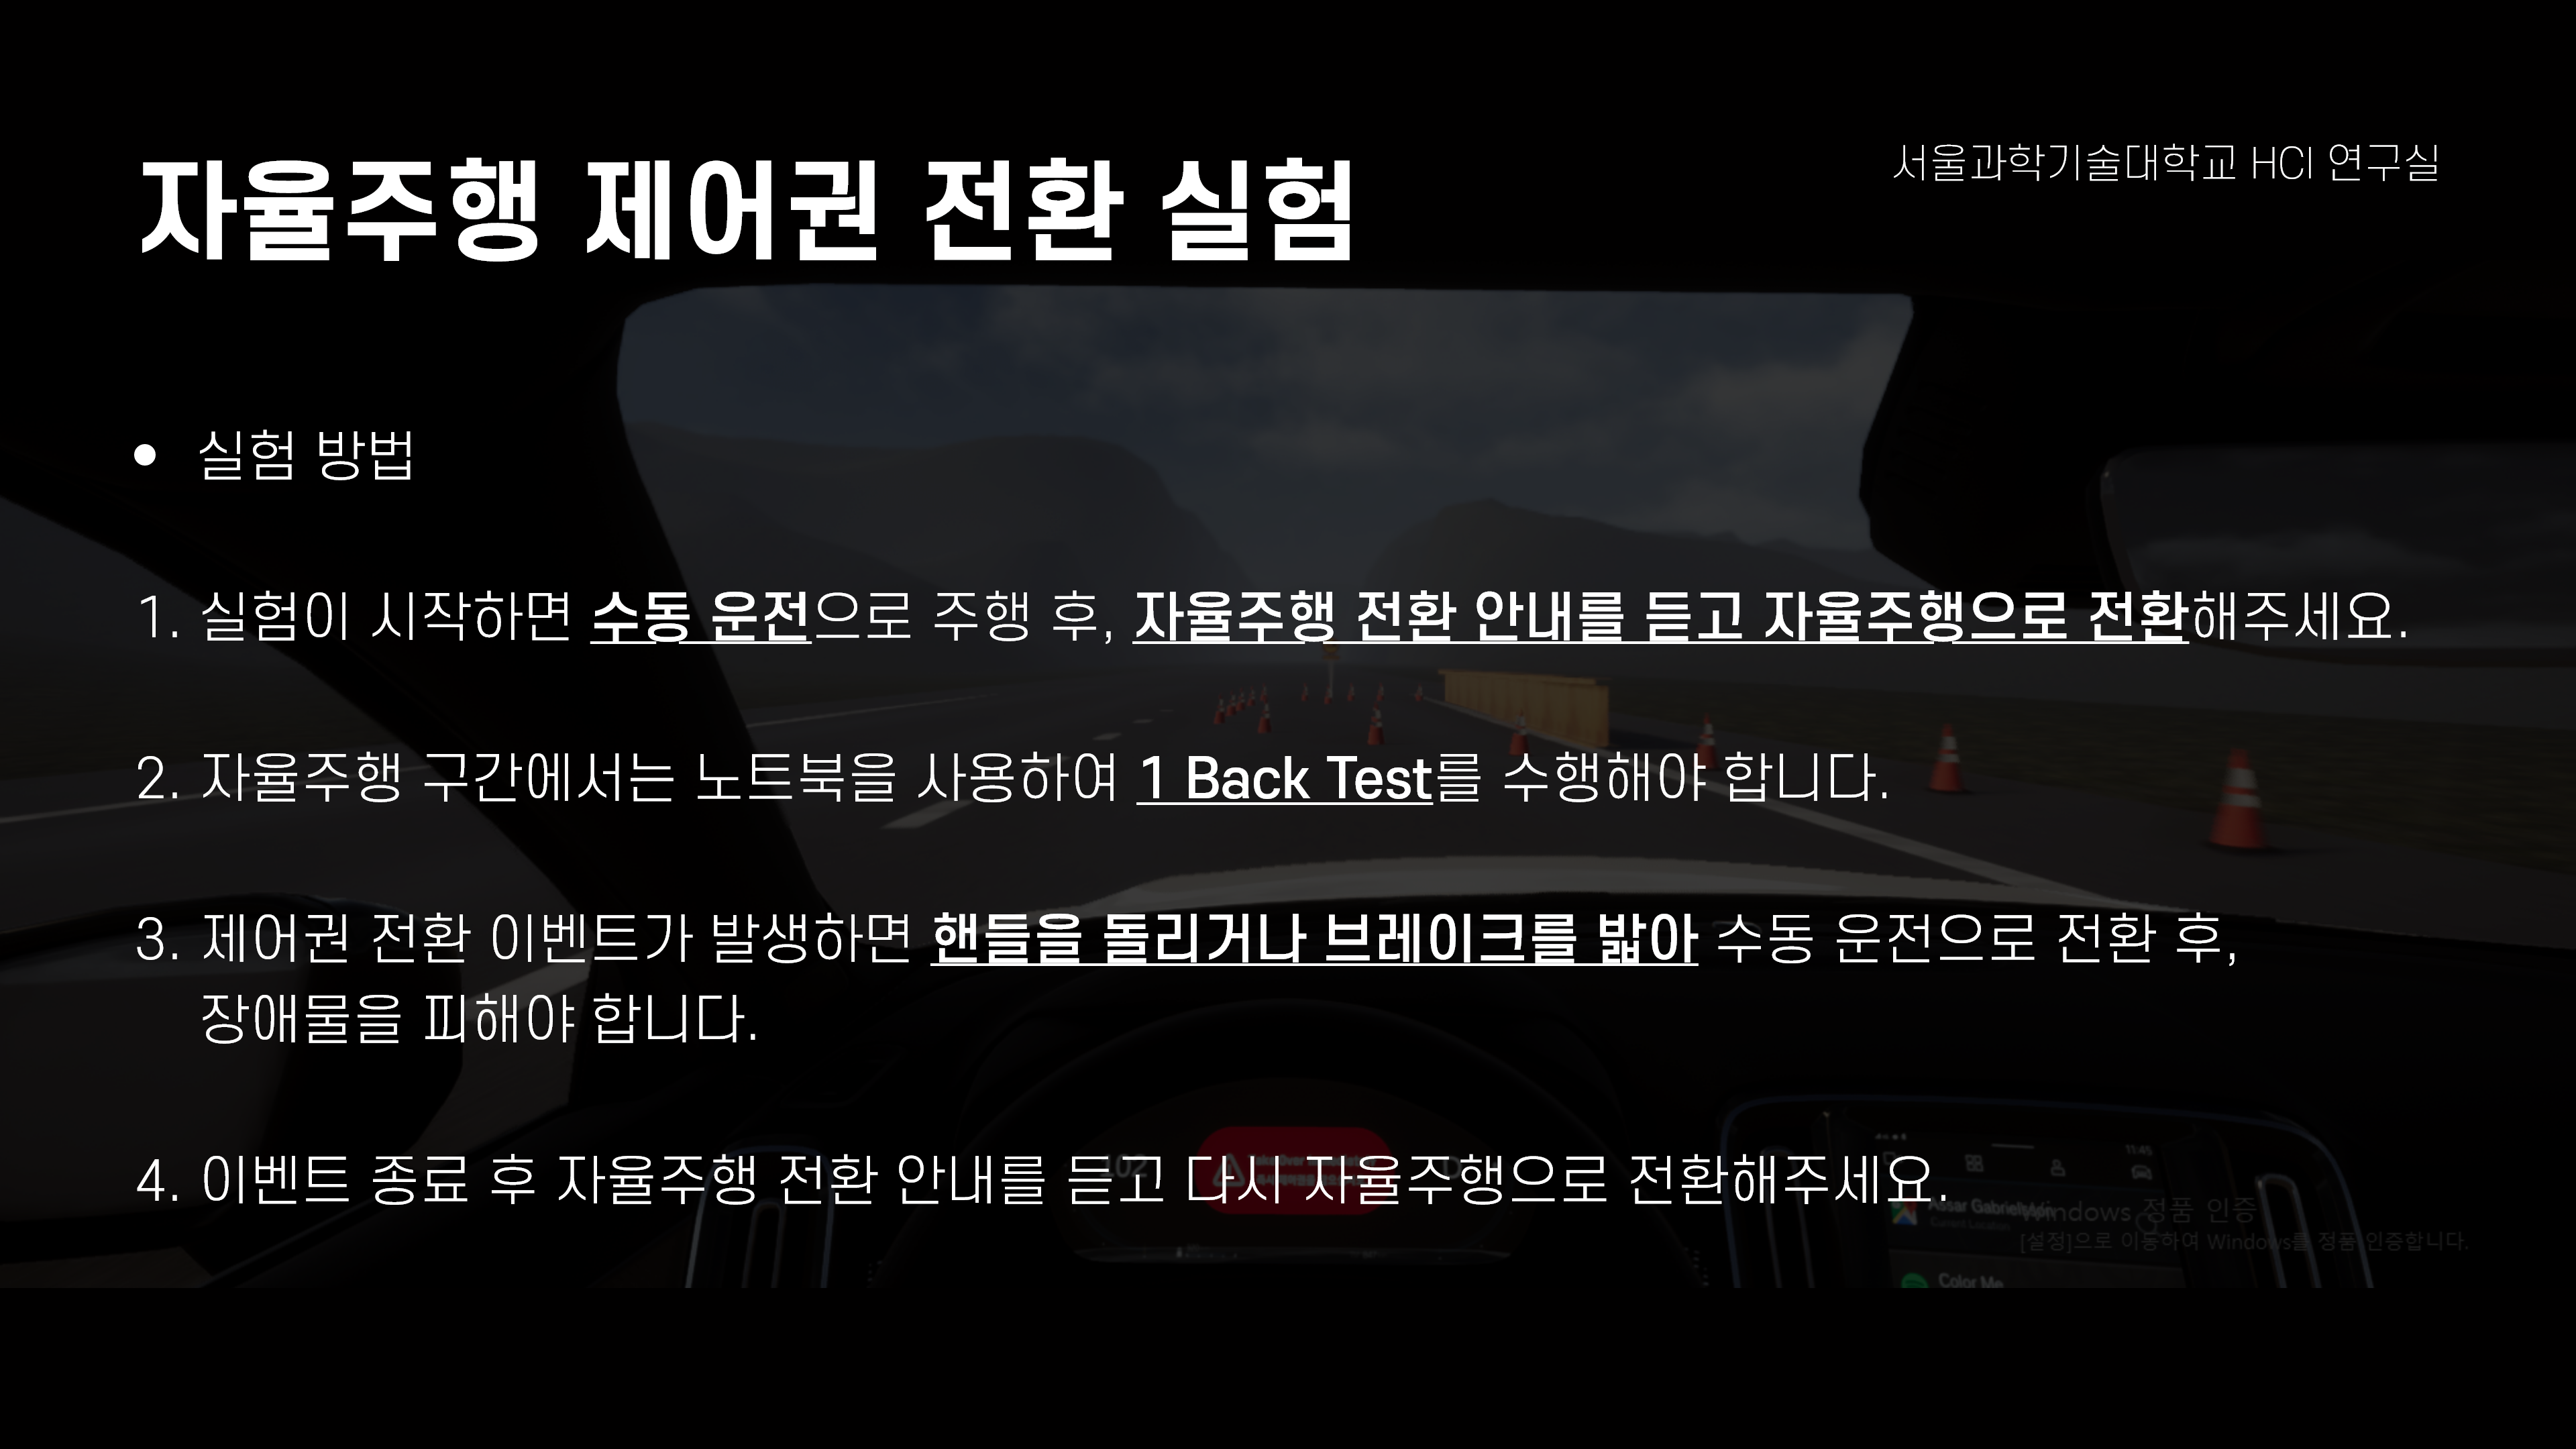 자율주행 제어권 전환 실험
서울과학기술대학교 HCI 연구실
• 실험 방법
1. 실험이 시작하면 수동 운전으로 주행 후, 자율주행 전환 안내를 듣고 자율주행으로 전환해주세요.
2. 자율주행 구간에서는 노트북을 사용하여 1 Back Test를 수행해야 합니다.
3. 제어권 전환 이벤트가 발생하면 핸들을 돌리거나 브레이크를 밟아 수동 운전으로 전환 후,
장애물을 피해야 합니다.
4. 이벤트 종료 후 자율주행 전환 안내를 듣고 다시 자율주행으로 전환해주세요.
11:45
Assar Gabrielsson
Current Location
Windows 정품 인증
[설정]으로 이동하여 Windows를 정품 인증합니다.
Color Me